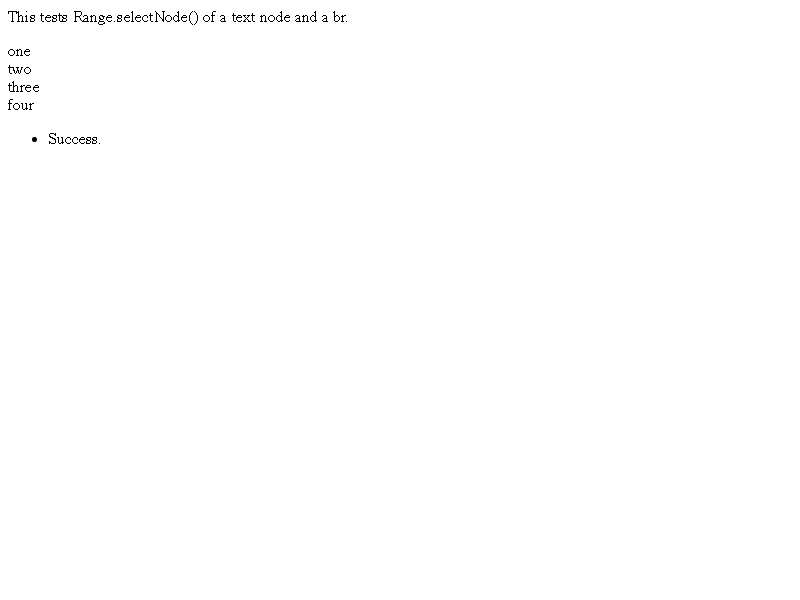 This tests Range.selectNode() of a text node and a br.
one
two
three
four
• Success.